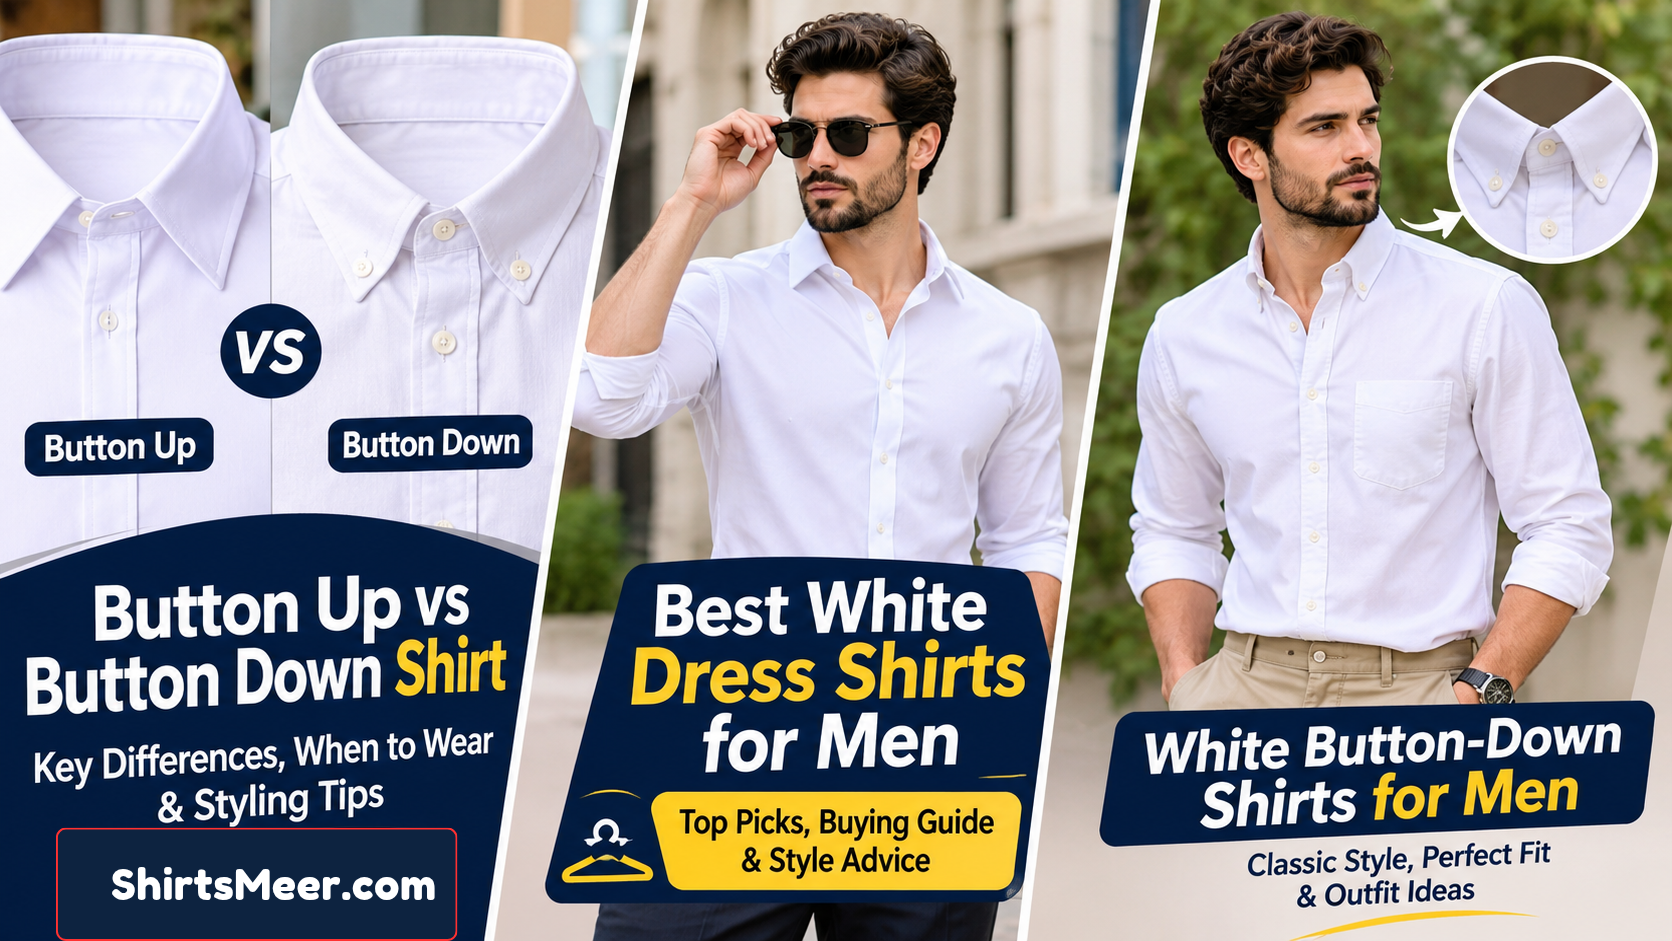 VS
Button Up
Button Down
Button Up vs
Button Down Shirt
Key Differences, When to Wear
& Styling Tips
ShirtsMeer.com
Best White
Dress Shirts
for Men
Top Picks, Buying Guide
& Style Advice
White Button-Down
Shirts for Men
Classic Style, Perfect Fit
& Outfit Ideas